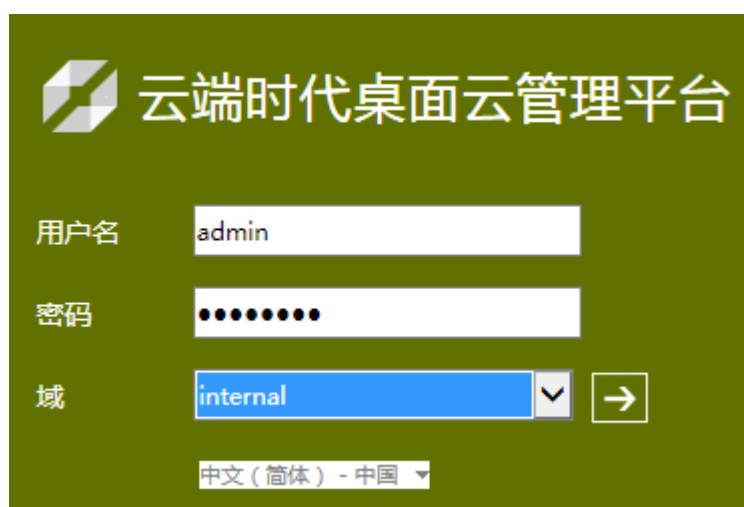 云端时代桌面云管理平台
用户名 admin
密码 ●●●●●●●●
域 internal
中文（简体）- 中国